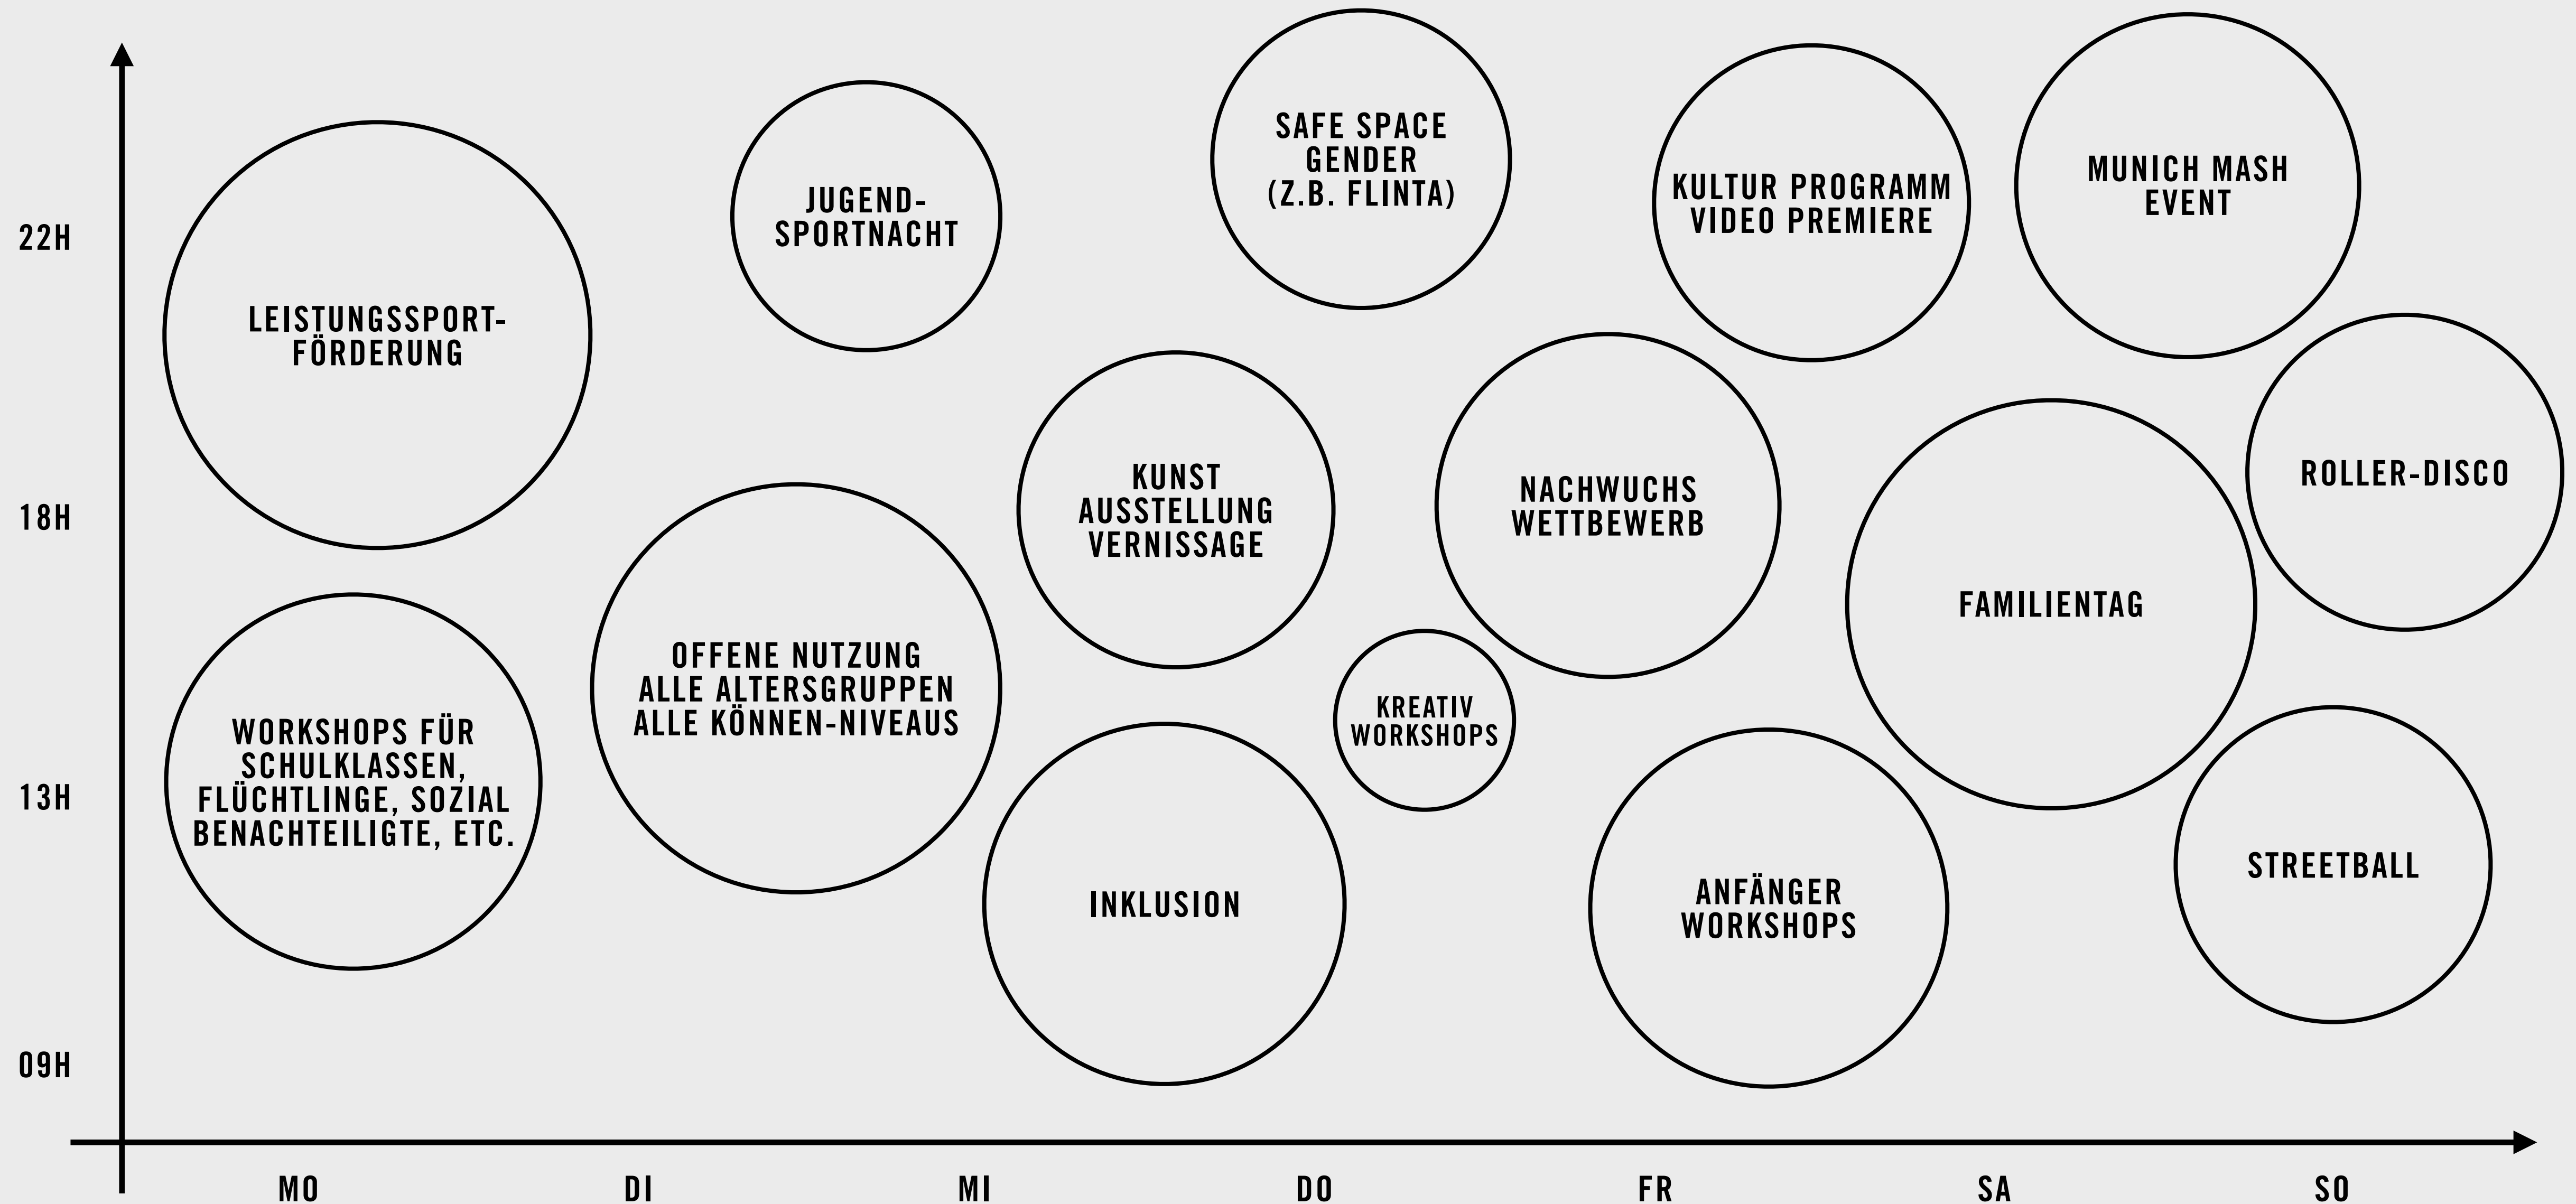 SAFE SPACE
GENDER
(Z.B. FLINTA)
MUNICH MASH
EVENT
KULTUR PROGRAMM
VIDEO PREMIERE
JUGEND-
SPORTNACHT
22H
LEISTUNGSSPORT-
FÖRDERUNG
KUNST
AUSSTELLUNG
VERNISSAGE
NACHWUCHS
WETTBEWERB
ROLLER-DISCO
18H
FAMILIENTAG
OFFENE NUTZUNG
ALLE ALTERSGRUPPEN
ALLE KÖNNEN-NIVEAUS
KREATIV
WORKSHOPS
WORKSHOPS FÜR
SCHULKLASSEN,
FLÜCHTLINGE, SOZIAL
BENACHTEILIGTE, ETC.
13H
STREETBALL
INKLUSION
ANFÄNGER
WORKSHOPS
09H
MO
DI
MI
DO
FR
SA
SO